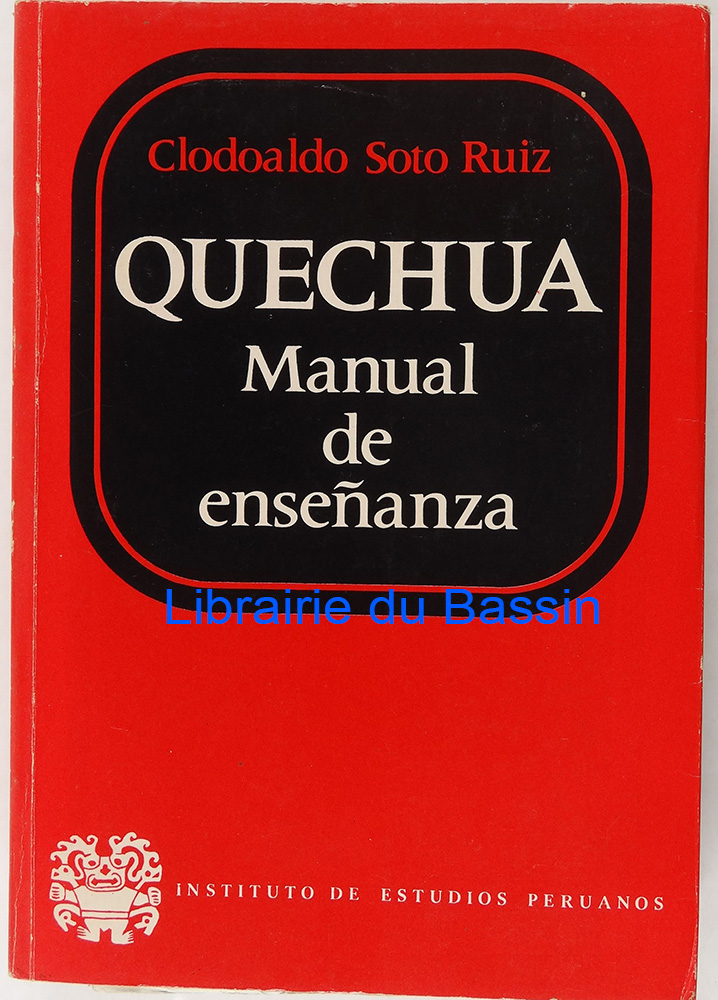 Clodoaldo Soto Ruiz
QUECHUA
Manual
de
enseñanza
Librairie du Bassin
INSTITUTO DE ESTUDIOS PERUANOS